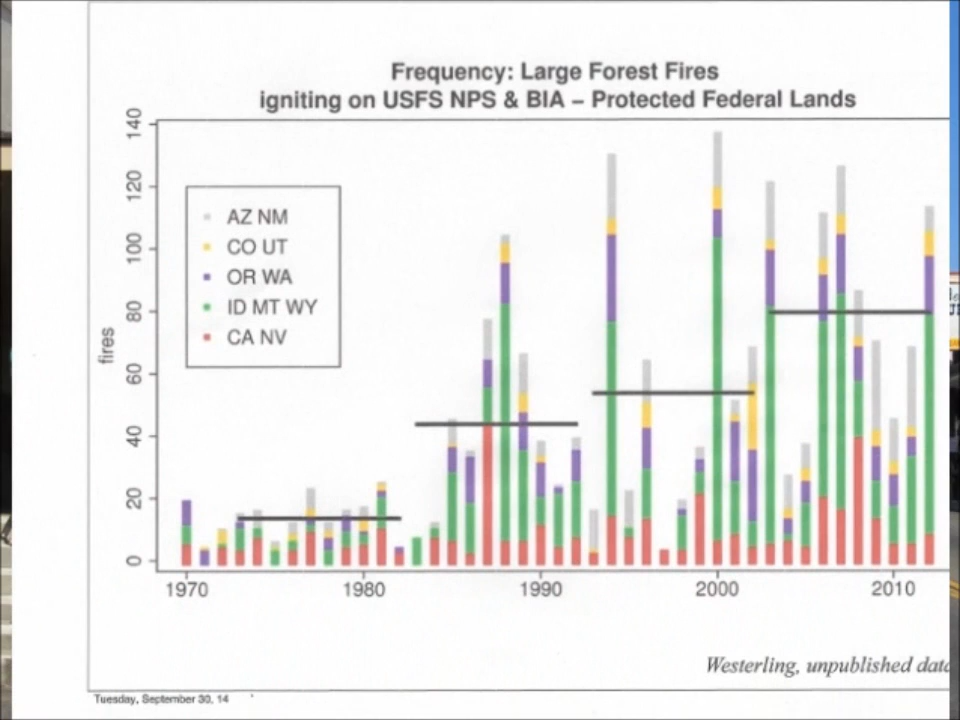 Frequency: Large Forest Fires
igniting on USFS NPS & BIA – Protected Federal Lands
140
120
100
80
60
40
20
0
fires
AZ NM
CO UT
OR WA
ID MT WY
CA NV
1970
1980
1990
2000
2010
Westerling, unpublished data
Tuesday, September 30, 14